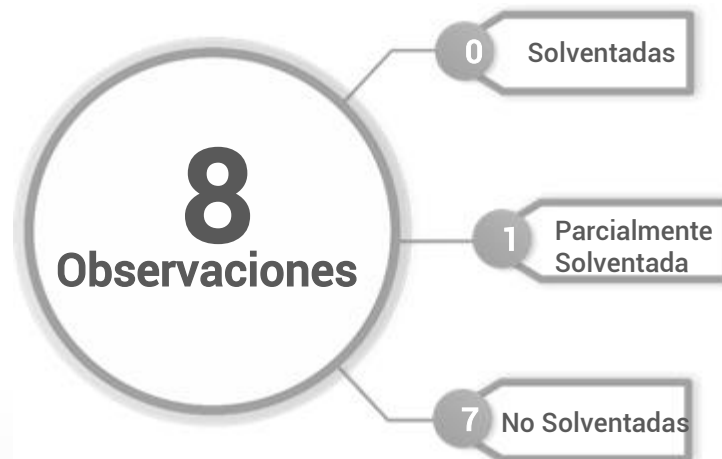 8
Observaciones
0
Solventadas
1
Parcialmente
Solventada
7
No Solventadas